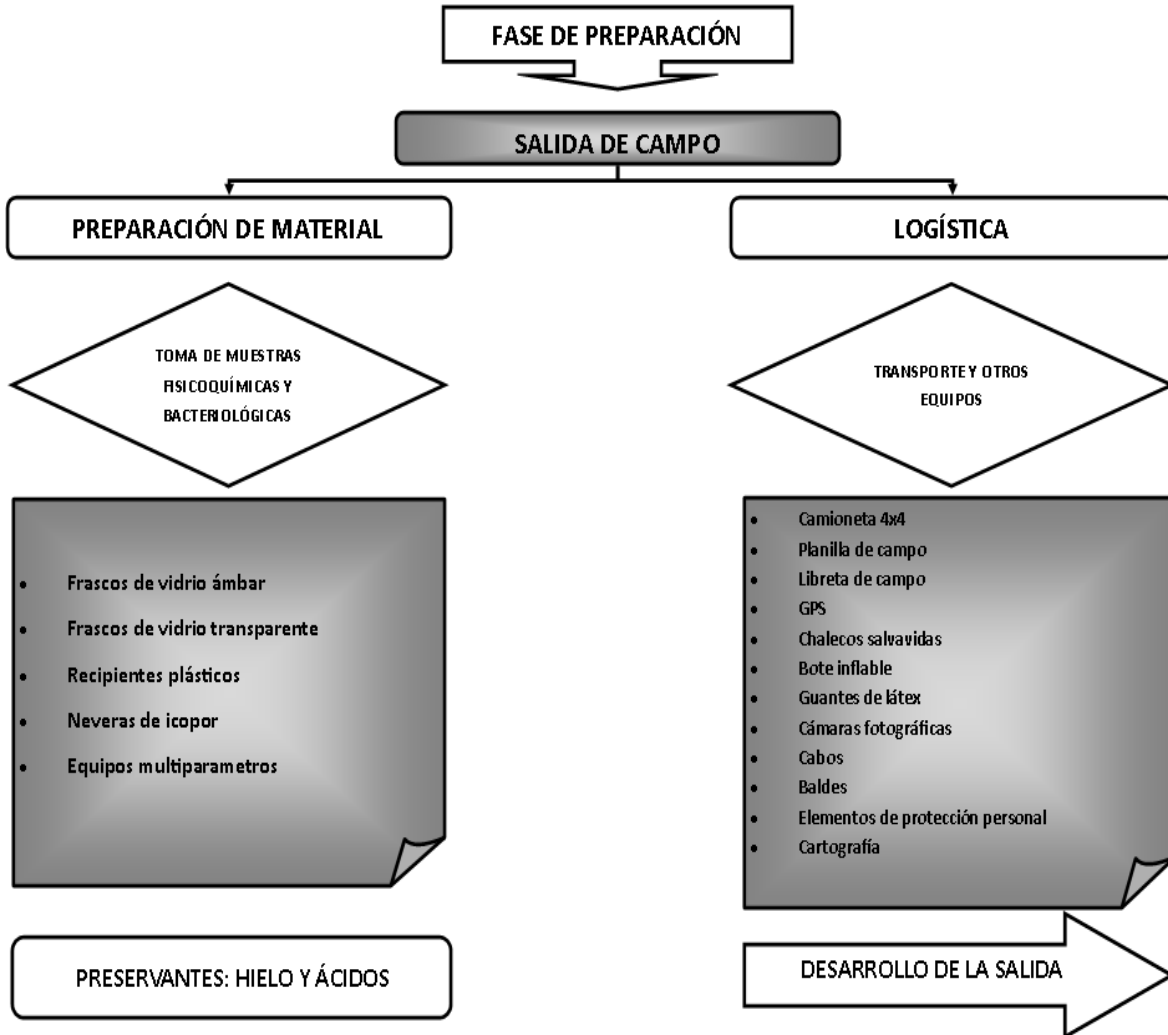 FASE DE PREPARACIÓN
SALIDA DE CAMPO
PREPARACIÓN DE MATERIAL
TOMA DE MUESTRAS
FISICOQUÍMICAS Y
BACTERIOLÓGICAS
• Frascos de vidrio ámbar
• Frascos de vidrio transparente
• Recipientes plásticos
• Neveras de icopor
• Equipos multiparametros
PRESERVANTES: HIELO Y ÁCIDOS
LOGÍSTICA
TRANSPORTE Y OTROS
EQUIPOS
• Camioneta 4x4
• Planilla de campo
• Libreta de campo
• GPS
• Chalecos salvavidas
• Bote inflable
• Guantes de látex
• Cámaras fotográficas
• Cabos
• Baldes
• Elementos de protección personal
• Cartografía
DESARROLLO DE LA SALIDA